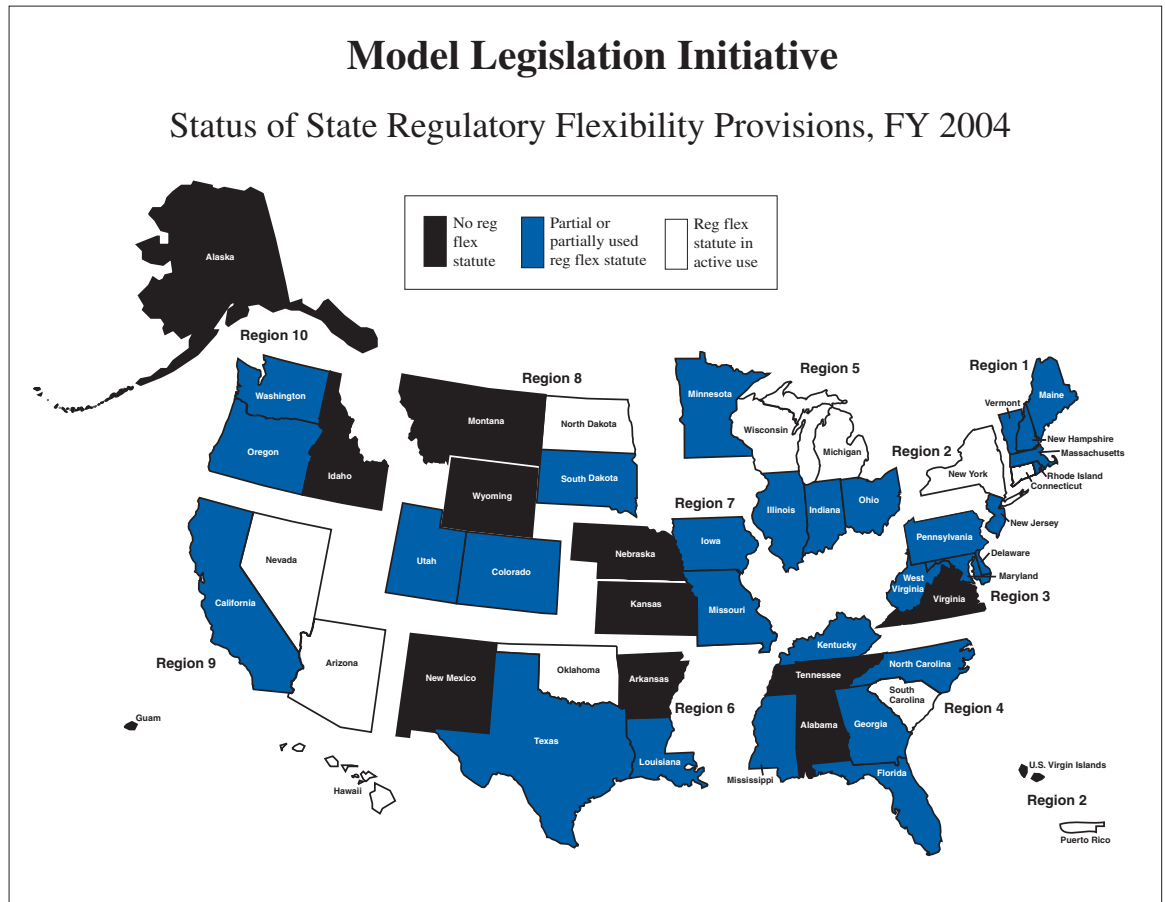 Model Legislation Initiative
Status of State Regulatory Flexibility Provisions, FY 2004
No reg
flex
statute
Partial or
partially used
reg flex statute
Reg flex
statute in
active use
Alaska
Region 10
Washington
Oregon
Idaho
Region 8
Montana
North Dakota
Wyoming
South Dakota
Utah
Colorado
Region 5
Minnesota
Wisconsin
Michigan
Illinois
Indiana
Ohio
Region 1
Vermont
Maine
New Hampshire
Massachusetts
Rhode Island
Connecticut
Region 2
New York
New Jersey
Region 7
Nebraska
Iowa
Kansas
Missouri
Pennsylvania
Delaware
West
Virginia
Maryland
Virginia
Region 3
Nevada
California
Arizona
Region 9
Guam
Hawaii
New Mexico
Oklahoma
Arkansas
Region 6
Texas
Louisiana
Kentucky
Tennessee
North Carolina
South
Carolina
Region 4
Alabama
Georgia
Mississippi
Florida
U.S. Virgin Islands
Region 2
Puerto Rico